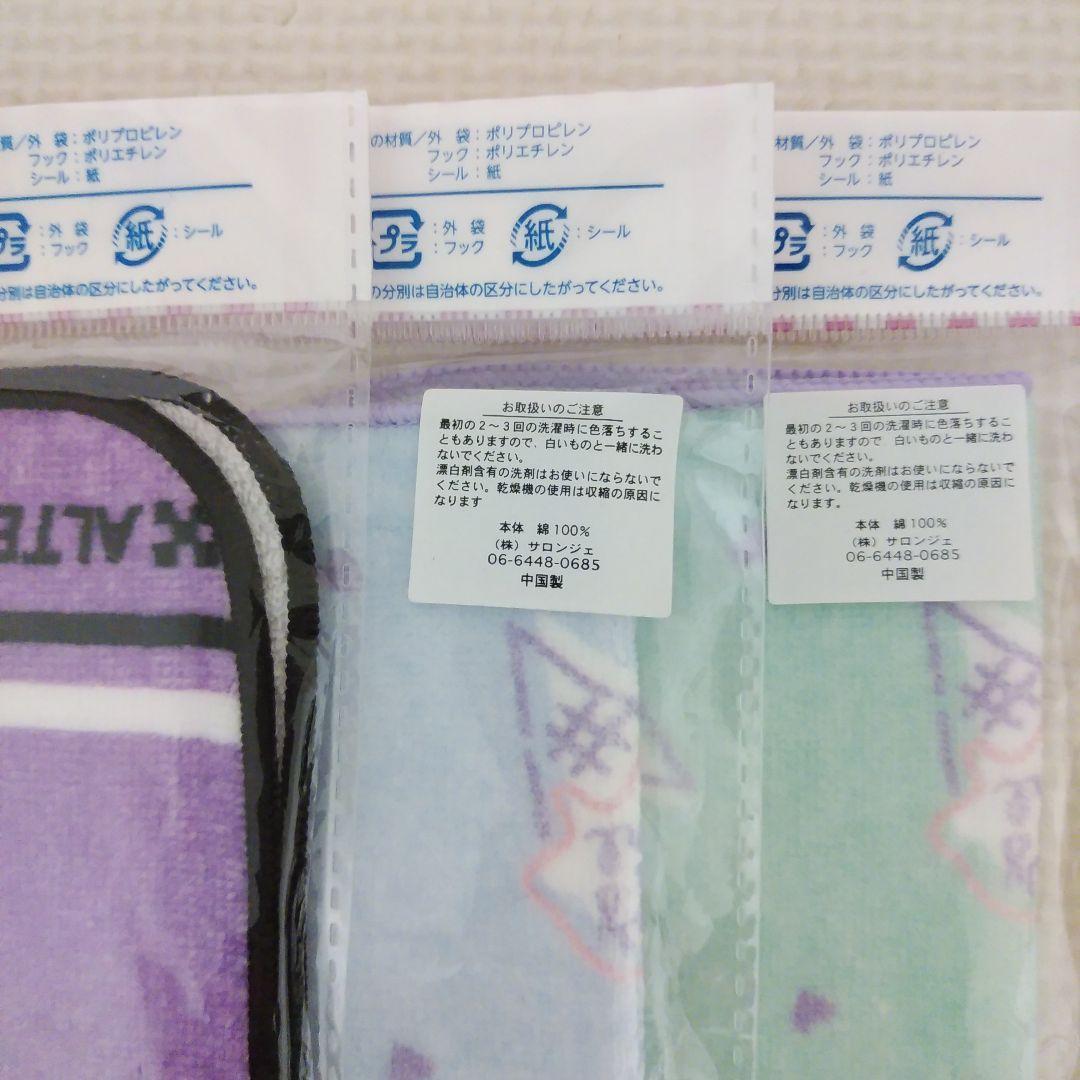 質／外 袋：ポリプロピレン
フック：ポリエチレン
シール：紙
プラ
：外 袋
：フック
紙
：シール
分別は自治体の区分にしたがってください。
の材質／外 袋：ポリプロピレン
フック：ポリエチレン
シール：紙
プラ
：外 袋
：フック
紙
：シール
の分別は自治体の区分にしたがってください。
材質／外 袋：ポリプロピレン
フック：ポリエチレン
シール：紙
プラ
：外 袋
：フック
紙
：シール
分別は自治体の区分にしたがってください。
お取扱いのご注意
最初の2～3回の洗濯時に色落ちするこ
ともありますので、白いものと一緒に洗わ
ないでください。
漂白剤含有の洗剤はお使いにならないで
ください。乾燥機の使用は収縮の原因に
なります
本体 綿100%
（株）サロンジェ
06-6448-0685
中国製
お取扱いのご注意
最初の2～3回の洗濯時に色落ちするこ
ともありますので、白いものと一緒に洗わ
ないでください。
漂白剤含有の洗剤はお使いにならないで
ください。乾燥機の使用は収縮の原因に
なります。
本体 綿100%
（株）サロンジェ
06-6448-0685
中国製
ALTE